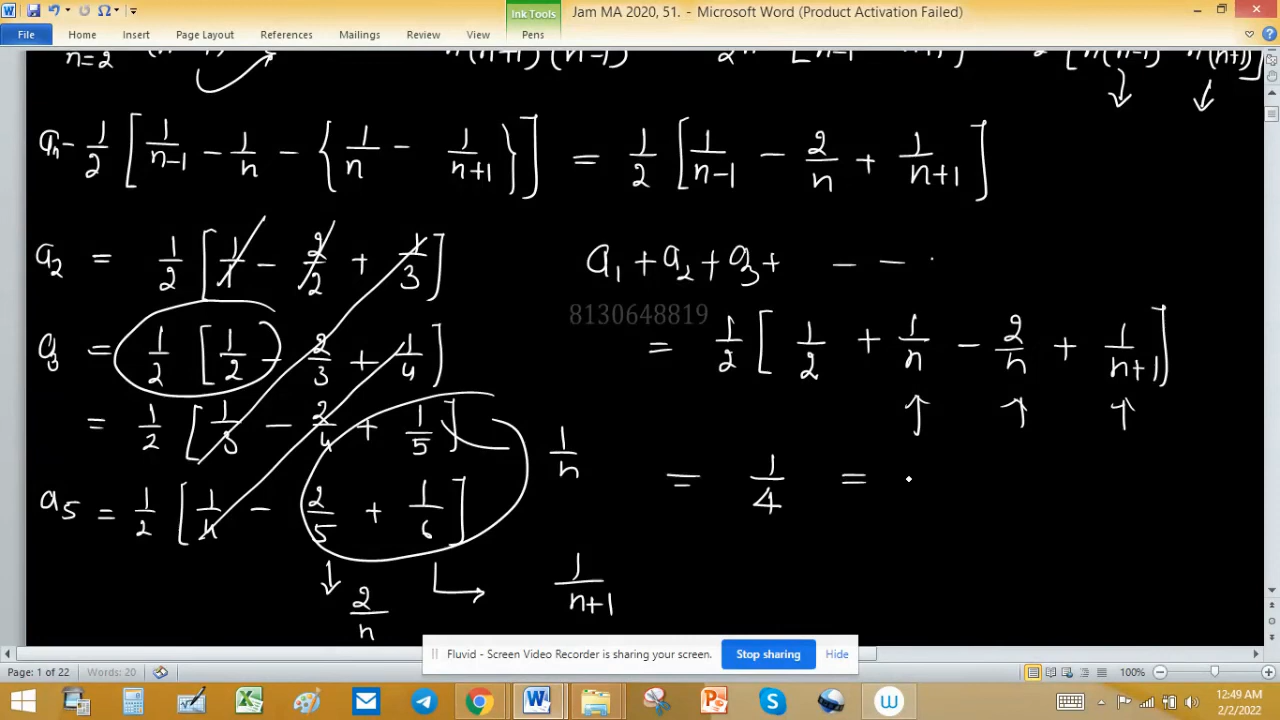 Jam MA 2020, 51. - Microsoft Word (Product Activation Failed)
Ink Tools
File Home Insert Page Layout References Mailings Review View Pens
n=2
aₙ - 1/2 [1/(n-1) - 1/n - {1/n - 1/(n+1)}] = 1/2 [1/(n-1) - 2/n + 1/(n+1)]
a₂ = 1/2 [1/1 - 2/2 + 1/3]
a₁ + a₂ + a₃ + - - .
8130648819
a₃ = 1/2 [1/2 - 2/3 + 1/4]
= 1/2 [1/2 + 1/n - 2/n + 1/(n+1)]
= 1/2 [1/3 - 2/4 + 1/5]
1/n
= 1/4 = .
a₅ = 1/2 [1/4 - 2/5 + 1/6]
2/n
1/(n+1)
Fluvid - Screen Video Recorder is sharing your screen. Stop sharing Hide
Page: 1 of 22 Words: 20 100%
12:49 AM
2/2/2022